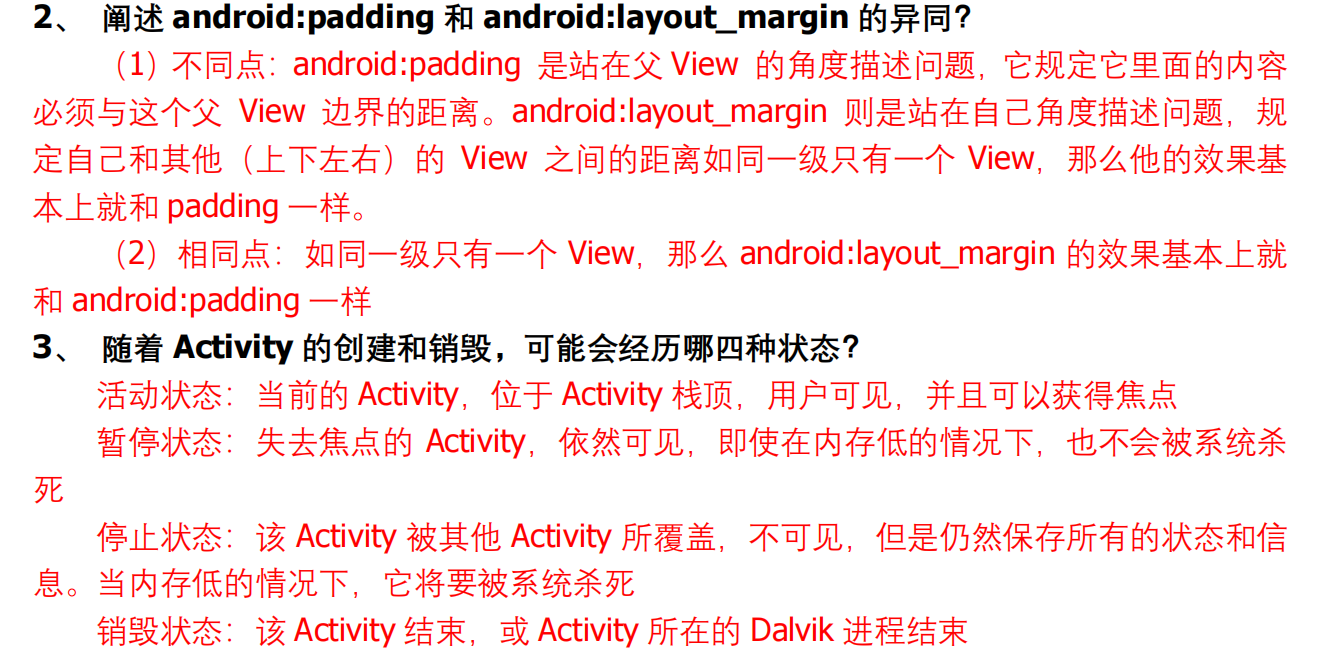 2、 阐述 android:padding 和 android:layout_margin 的异同?
（1）不同点：android:padding 是站在父 View 的角度描述问题，它规定它里面的内容
必须与这个父 View 边界的距离。android:layout_margin 则是站在自己角度描述问题，规
定自己和其他（上下左右）的 View 之间的距离如同一级只有一个 View，那么他的效果基
本上就和 padding 一样。
（2）相同点：如同一级只有一个 View，那么 android:layout_margin 的效果基本上就
和 android:padding 一样
3、 随着 Activity 的创建和销毁，可能会经历哪四种状态?
活动状态：当前的 Activity，位于 Activity 栈顶，用户可见，并且可以获得焦点
暂停状态：失去焦点的 Activity，依然可见，即使在内存低的情况下，也不会被系统杀
死
停止状态：该 Activity 被其他 Activity 所覆盖，不可见，但是仍然保存所有的状态和信
息。当内存低的情况下，它将要被系统杀死
销毁状态：该 Activity 结束，或 Activity 所在的 Dalvik 进程结束